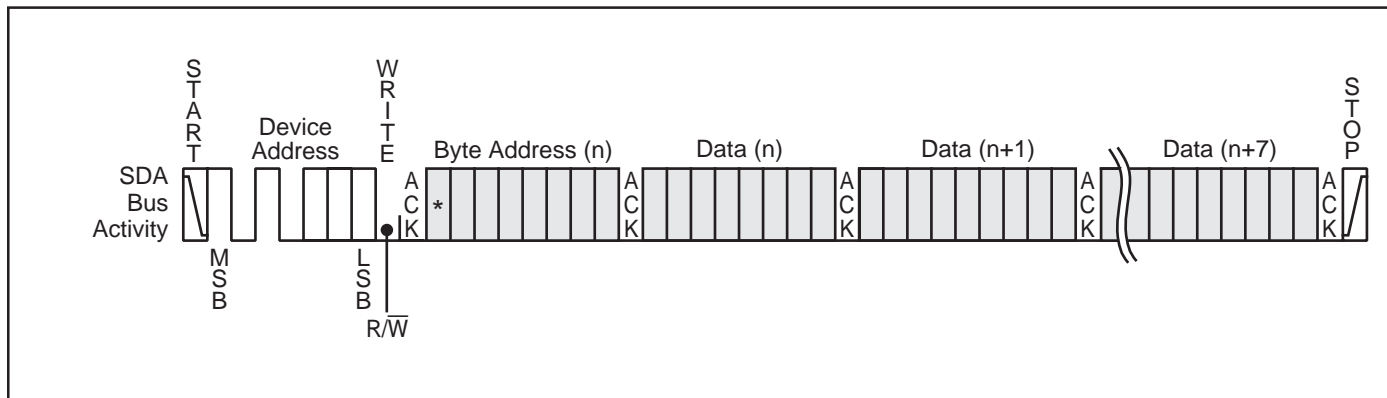 START
WRITE
STOP
Device
Address
Byte Address (n)
Data (n)
Data (n+1)
Data (n+7)
SDA
Bus
Activity
ACK
*
ACK
ACK
ACK
ACK
MSB
LSB
R/W̅